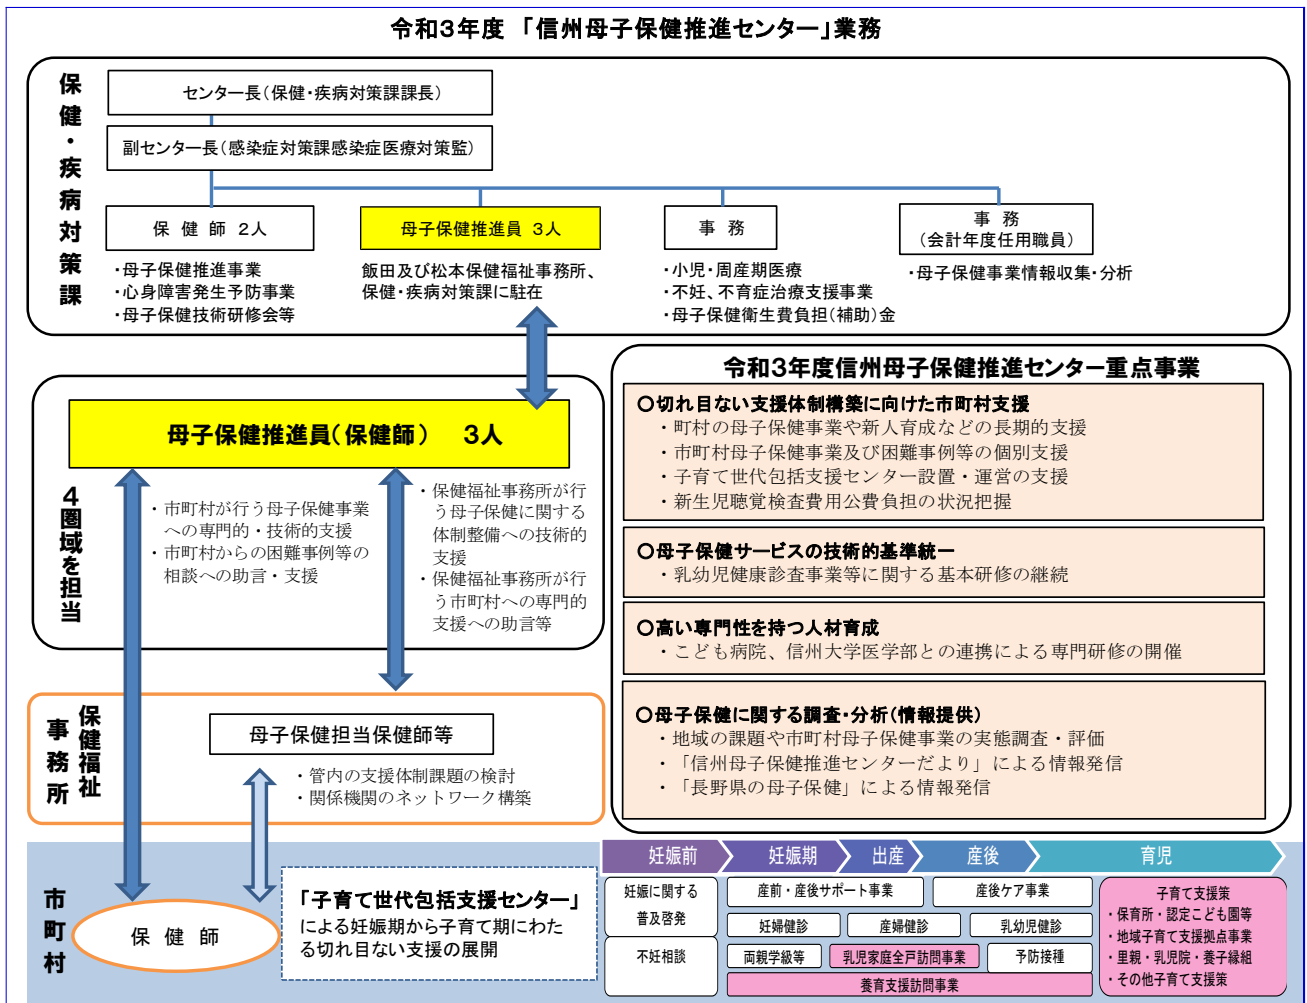 令和3年度 「信州母子保健推進センター」業務
保健・疾病対策課
センター長(保健・疾病対策課課長)
副センター長(感染症対策課感染症医療対策監)
保 健 師 2人
・母子保健推進事業
・心身障害発生予防事業
・母子保健技術研修会等
母子保健推進員 3人
飯田及び松本保健福祉事務所、
保健・疾病対策課に駐在
事 務
・小児・周産期医療
・不妊、不育症治療支援事業
・母子保健衛生費負担(補助)金
事 務
(会計年度任用職員)
・母子保健事業情報収集・分析
4圏域を担当
母子保健推進員(保健師) 3人
・市町村が行う母子保健事業
への専門的・技術的支援
・市町村からの困難事例等の
相談への助言・支援
・保健福祉事務所が行
う母子保健に関する
体制整備への技術的
支援
・保健福祉事務所が行
う市町村への専門的
支援への助言等
令和3年度信州母子保健推進センター重点事業
○切れ目ない支援体制構築に向けた市町村支援
・町村の母子保健事業や新人育成などの長期的支援
・市町村母子保健事業及び困難事例等の個別支援
・子育て世代包括支援センター設置・運営の支援
・新生児聴覚検査費用公費負担の状況把握
○母子保健サービスの技術的基準統一
・乳幼児健康診査事業等に関する基本研修の継続
○高い専門性を持つ人材育成
・こども病院、信州大学医学部との連携による専門研修の開催
○母子保健に関する調査・分析(情報提供)
・地域の課題や市町村母子保健事業の実態調査・評価
・「信州母子保健推進センターだより」による情報発信
・「長野県の母子保健」による情報発信
保健福祉
事務所
母子保健担当保健師等
・管内の支援体制課題の検討
・関係機関のネットワーク構築
市町村
保 健 師
「子育て世代包括支援センター」
による妊娠期から子育て期にわた
る切れ目ない支援の展開
妊娠前
妊娠期
出産
産後
育児
妊娠に関する
普及啓発
不妊相談
産前・産後サポート事業
産後ケア事業
妊婦健診
産婦健診
乳幼児健診
両親学級等
乳児家庭全戸訪問事業
予防接種
養育支援訪問事業
子育て支援策
・保育所・認定こども園等
・地域子育て支援拠点事業
・里親・乳児院・養子縁組
・その他子育て支援策